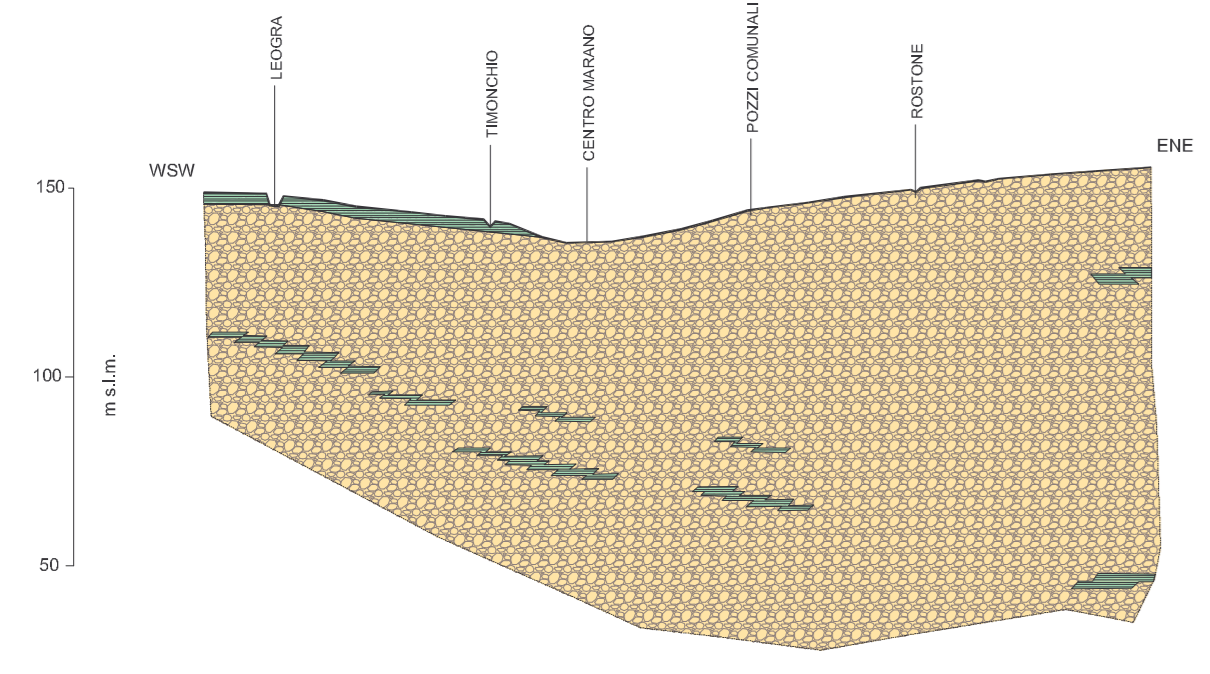 LEOGRA
TIMONCHIO
CENTRO MARANO
POZZI COMUNALI
ROSTONE
WSW
ENE
150
100
50
m s.l.m.